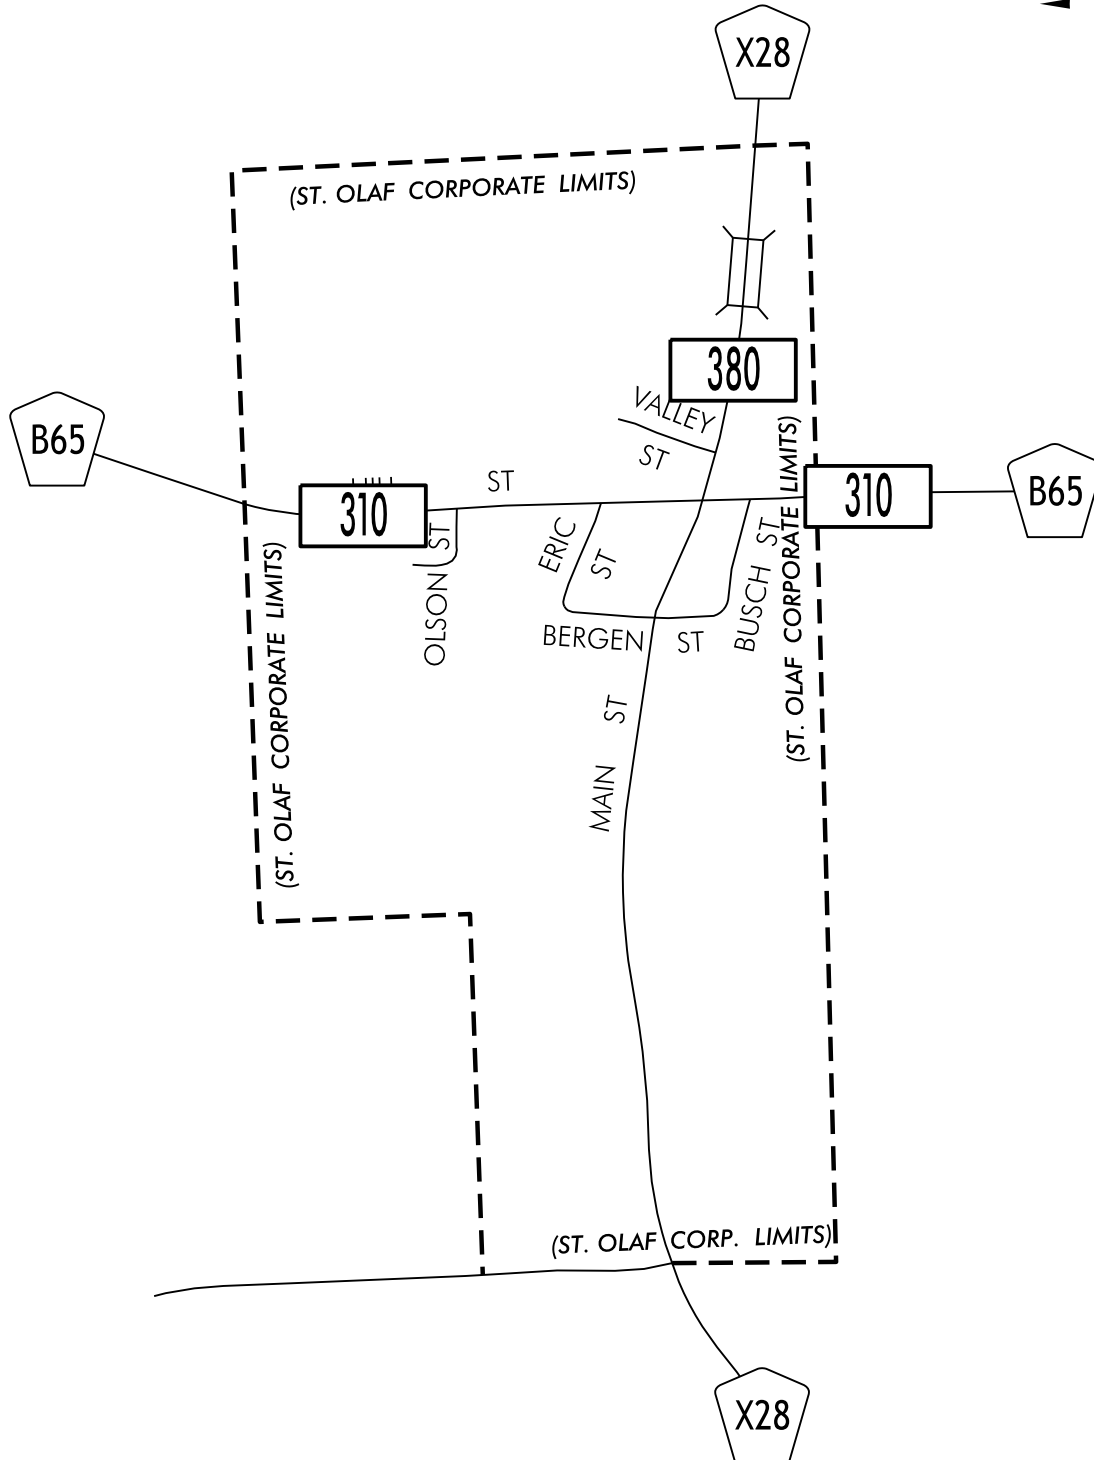 X28
(ST. OLAF CORPORATE LIMITS)
380
VALLEY
ST
B65
310
ST
310
B65
OLSON ST
ERIC
ST
BUSCH ST
BERGEN ST
(ST. OLAF CORPORATE LIMITS)
(ST. OLAF CORPORATE LIMITS)
MAIN ST
(ST. OLAF CORP. LIMITS)
X28